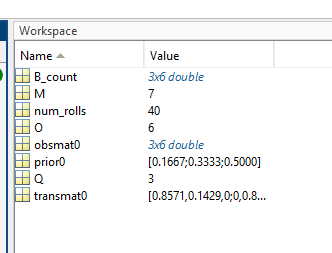 Workspace
Name Value
B_count 3x6 double
M 7
num_rolls 40
O 6
obsmat0 3x6 double
prior0 [0.1667;0.3333;0.5000]
Q 3
transmat0 [0.8571,0.1429,0;0,0.8...